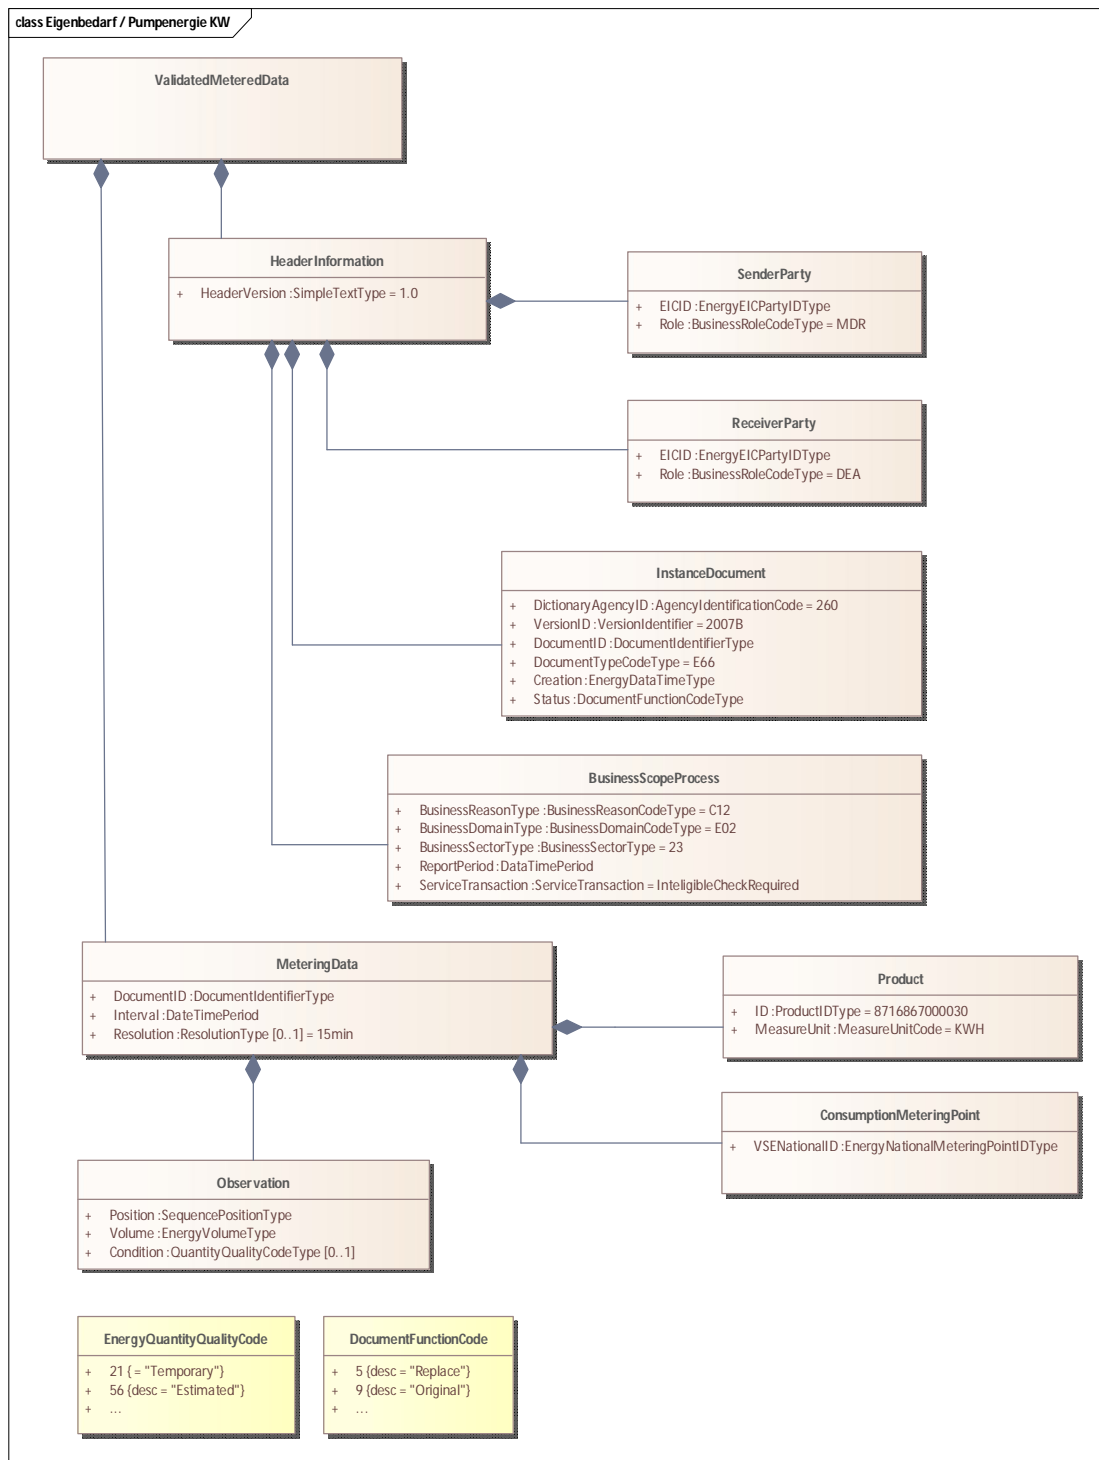 class Eigenbedarf / Pumpenergie KW
ValidatedMeteredData
HeaderInformation
+ HeaderVersion :SimpleTextType = 1.0
SenderParty
+ EICID :EnergyEICPartyIDType
+ Role :BusinessRoleCodeType = MDR
ReceiverParty
+ EICID :EnergyEICPartyIDType
+ Role :BusinessRoleCodeType = DEA
InstanceDocument
+ DictionaryAgencyID :AgencyIdentificationCode = 260
+ VersionID :VersionIdentifier = 2007B
+ DocumentID :DocumentIdentifierType
+ DocumentTypeCodeType = E66
+ Creation :EnergyDataTimeType
+ Status :DocumentFunctionCodeType
BusinessScopeProcess
+ BusinessReasonType :BusinessReasonCodeType = C12
+ BusinessDomainType :BusinessDomainCodeType = E02
+ BusinessSectorType :BusinessSectorType = 23
+ ReportPeriod :DataTimePeriod
+ ServiceTransaction :ServiceTransaction = InteligibleCheckRequired
MeteringData
+ DocumentID :DocumentIdentifierType
+ Interval :DateTimePeriod
+ Resolution :ResolutionType [0..1] = 15min
Product
+ ID :ProductIDType = 8716867000030
+ MeasureUnit :MeasureUnitCode = KWH
ConsumptionMeteringPoint
+ VSENationalID :EnergyNationalMeteringPointIDType
Observation
+ Position :SequencePositionType
+ Volume :EnergyVolumeType
+ Condition :QuantityQualityCodeType [0..1]
EnergyQuantityQualityCode
+ 21 { = "Temporary"}
+ 56 {desc = "Estimated"}
+ ...
DocumentFunctionCode
+ 5 {desc = "Replace"}
+ 9 {desc = "Original"}
+ ...